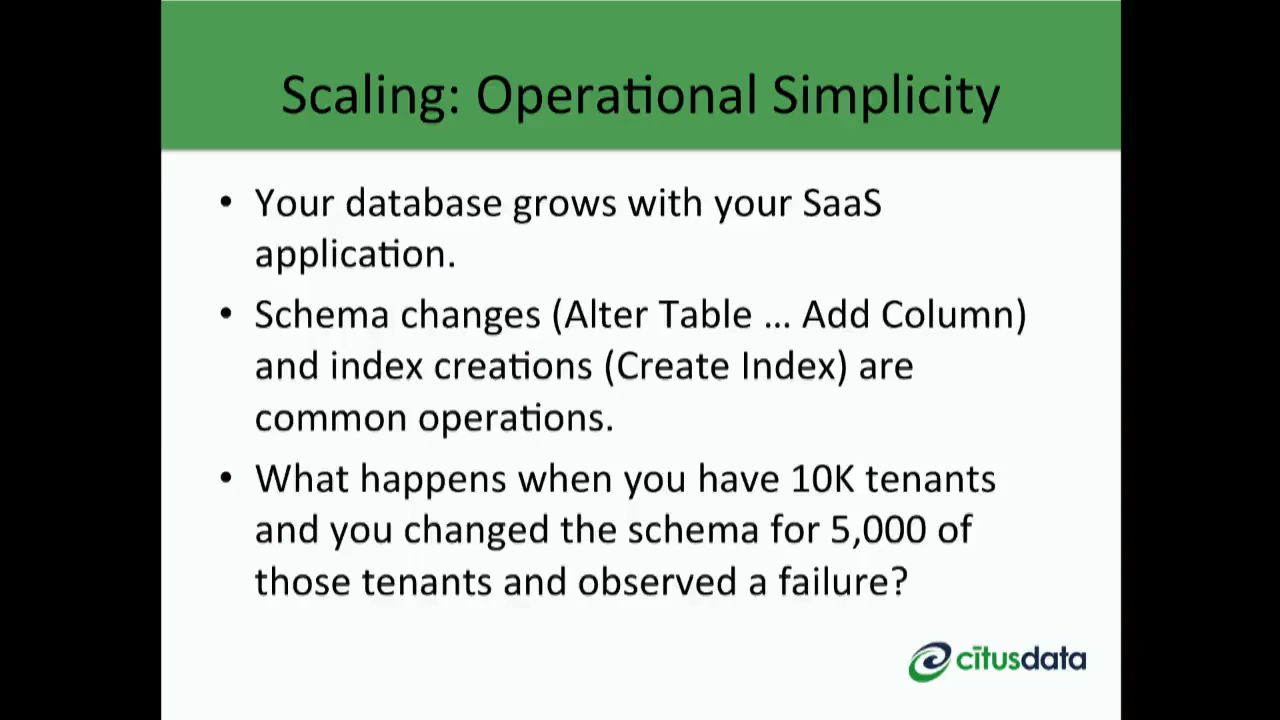 Scaling: Operational Simplicity
• Your database grows with your SaaS
application.
• Schema changes (Alter Table … Add Column)
and index creations (Create Index) are
common operations.
• What happens when you have 10K tenants
and you changed the schema for 5,000 of
those tenants and observed a failure?
cītusdata